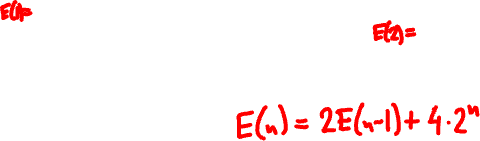 E(1)=
E(2)=
E(n) = 2E(n-1) + 4·2ⁿ